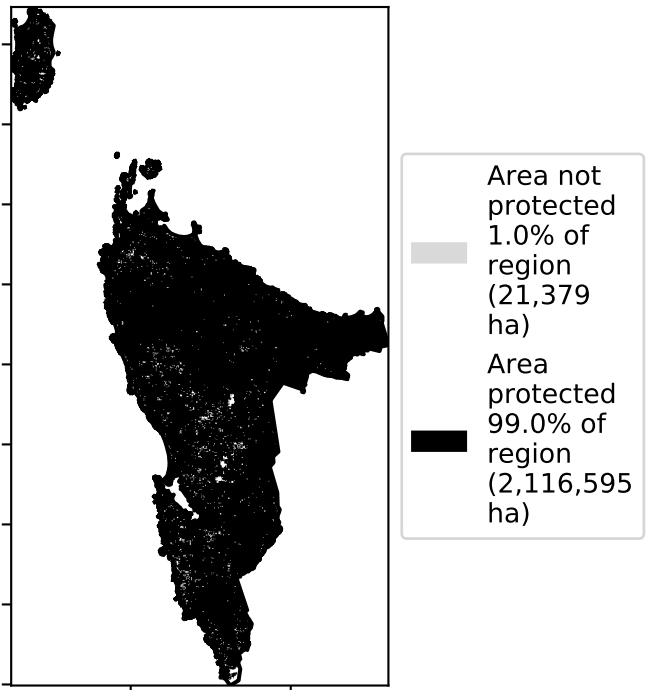 Area not
protected
1.0% of
region
(21,379
ha)
Area
protected
99.0% of
region
(2,116,595
ha)